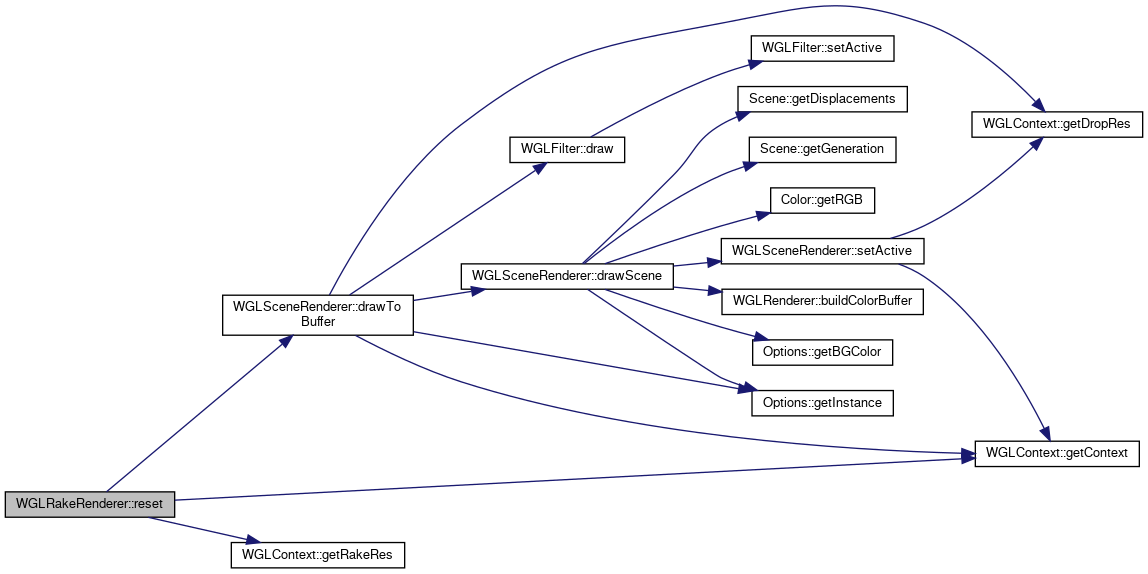 WGLFilter::setActive
Scene::getDisplacements
WGLContext::getDropRes
WGLFilter::draw
Scene::getGeneration
Color::getRGB
WGLSceneRenderer::setActive
WGLSceneRenderer::drawScene
WGLRenderer::buildColorBuffer
WGLSceneRenderer::drawTo
Buffer
Options::getBGColor
Options::getInstance
WGLContext::getContext
WGLRakeRenderer::reset
WGLContext::getRakeRes